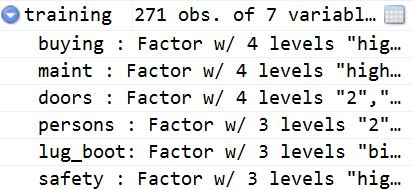 training 271 obs. of 7 variabl…
buying : Factor w/ 4 levels "hig…
maint : Factor w/ 4 levels "high…
doors : Factor w/ 4 levels "2","…
persons : Factor w/ 3 levels "2"…
lug_boot: Factor w/ 3 levels "bi…
safety : Factor w/ 3 levels "hig…